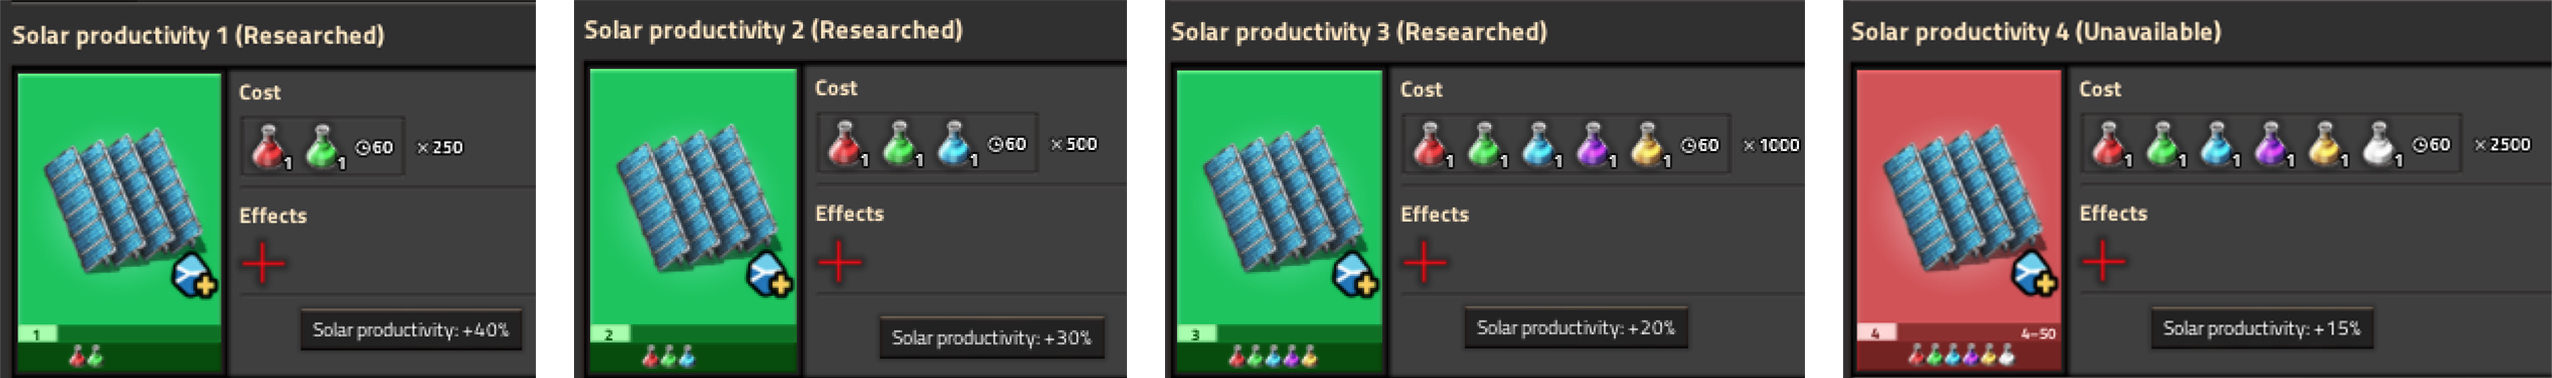 Solar productivity 1 (Researched)
Cost
1 1 60 ×250
Effects
Solar productivity: +40%
1
Solar productivity 2 (Researched)
Cost
1 1 1 60 ×500
Effects
Solar productivity: +30%
2
Solar productivity 3 (Researched)
Cost
1 1 1 1 1 60 ×1000
Effects
Solar productivity: +20%
3
Solar productivity 4 (Unavailable)
Cost
1 1 1 1 1 1 60 ×2500
Effects
Solar productivity: +15%
4 4-50